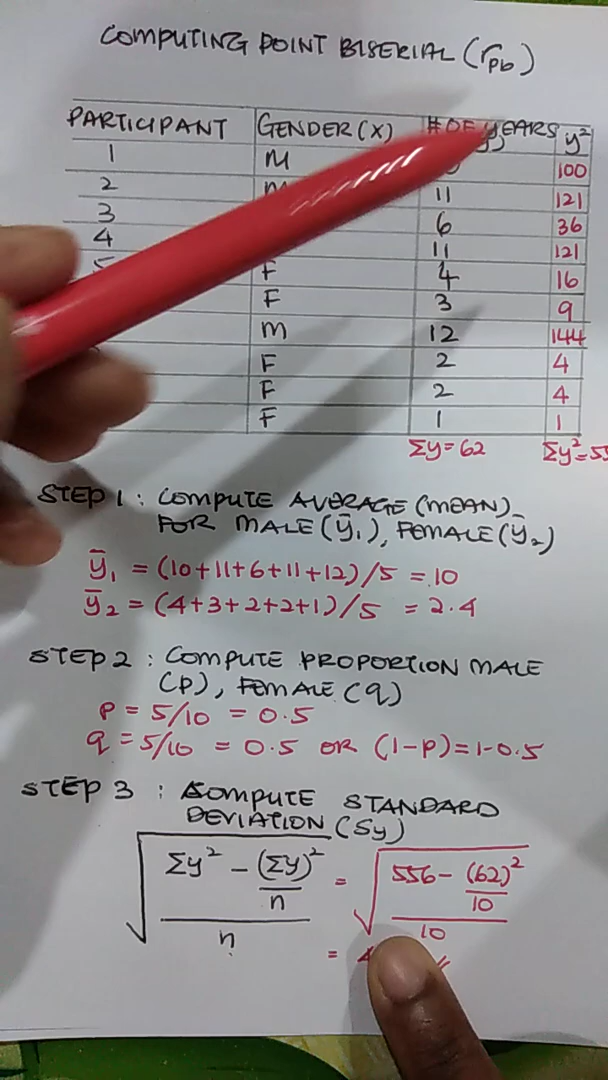 COMPUTING POINT BISERIAL (rpb)
PARTICIPANT GENDER (X) # OF YEARS y²
1 M 100
2 M 11 121
3 6 36
4 11 121
F 4 16
F 3 9
M 12 144
F 2 4
F 2 4
F 1 1
Σy = 62 Σy²=55
STEP 1 : COMPUTE AVERAGE (MEAN)
FOR MALE (ȳ₁), FEMALE (ȳ₂)
ȳ₁ = (10+11+6+11+12)/5 = 10
ȳ₂ = (4+3+2+2+1)/5 = 2.4
STEP 2 : COMPUTE PROPORTION MALE
(P), FEMALE (q)
P = 5/10 = 0.5
q = 5/10 = 0.5 OR (1-P)=1-0.5
STEP 3 : COMPUTE STANDARD
DEVIATION (Sy)
√((Σy² - (Σy)²/n)/n) = √((556 - (62)²/10)/10)
=